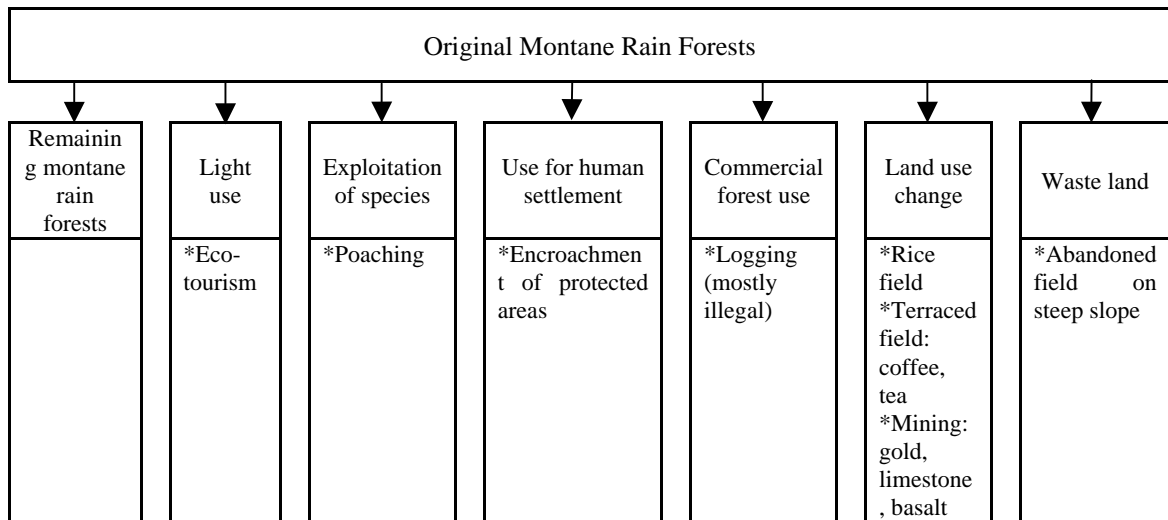 Original Montane Rain Forests
Remainin
g montane
rain
forests
Light
use
*Eco-
tourism
Exploitation
of species
*Poaching
Use for human
settlement
*Encroachmen
t of protected
areas
Commercial
forest use
*Logging
(mostly
illegal)
Land use
change
*Rice
field
*Terraced
field:
coffee,
tea
*Mining:
gold,
limestone
, basalt
Waste land
*Abandoned
field on
steep slope